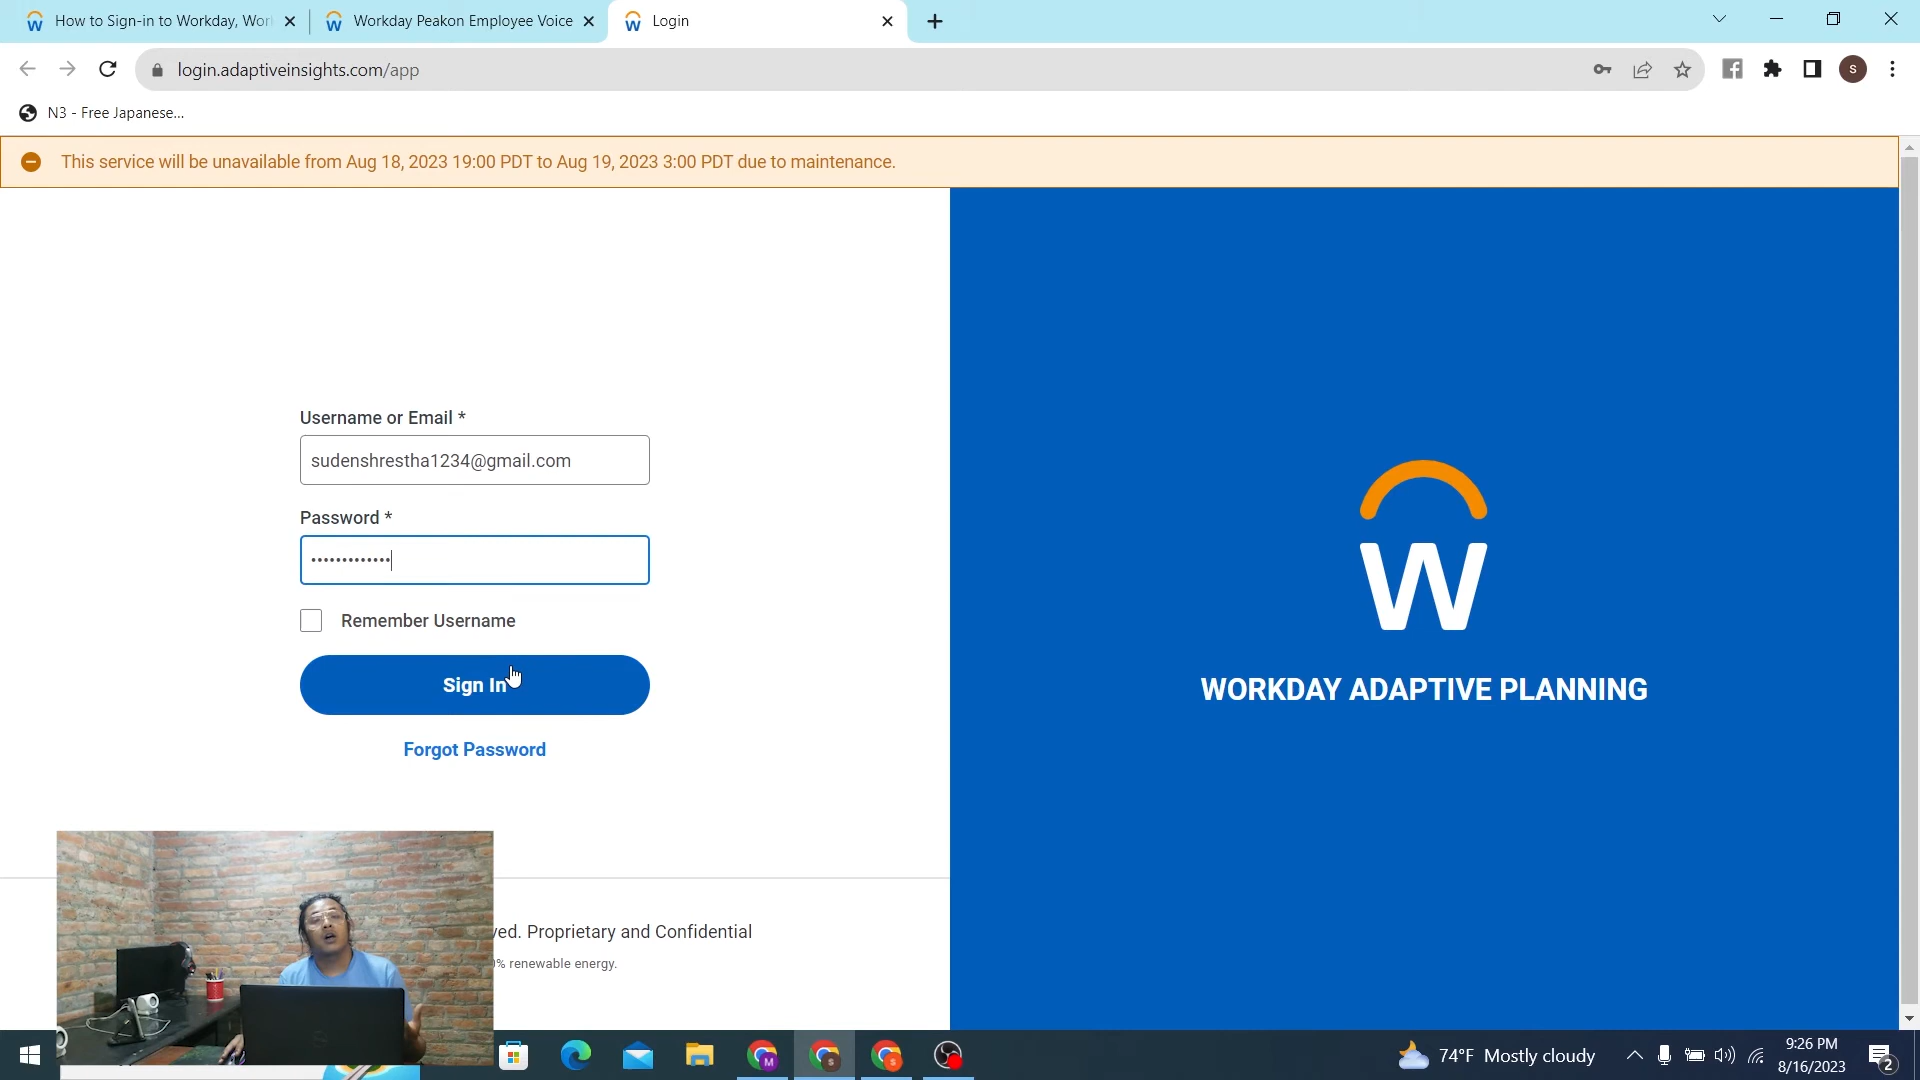 How to Sign-in to Workday, Wor
Workday Peakon Employee Voice
Login
login.adaptiveinsights.com/app
S
N3 - Free Japanese...
This service will be unavailable from Aug 18, 2023 19:00 PDT to Aug 19, 2023 3:00 PDT due to maintenance.
Username or Email *
sudenshrestha1234@gmail.com
Password *
•••••••••••••
Remember Username
Sign In
Forgot Password
W
WORKDAY ADAPTIVE PLANNING
ved. Proprietary and Confidential
0% renewable energy.
74°F Mostly cloudy
9:26 PM
8/16/2023
2